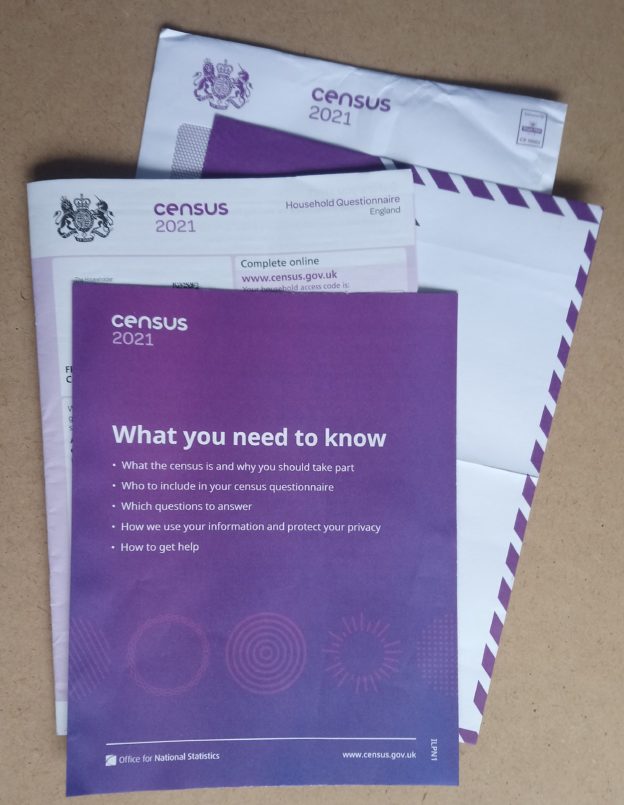 census
2021
census
2021
Household Questionnaire
England
Complete online
www.census.gov.uk
Your household access code is:
census
2021
What you need to know
• What the census is and why you should take part
• Who to include in your census questionnaire
• Which questions to answer
• How we use your information and protect your privacy
• How to get help
Office for National Statistics
www.census.gov.uk
ILPN1